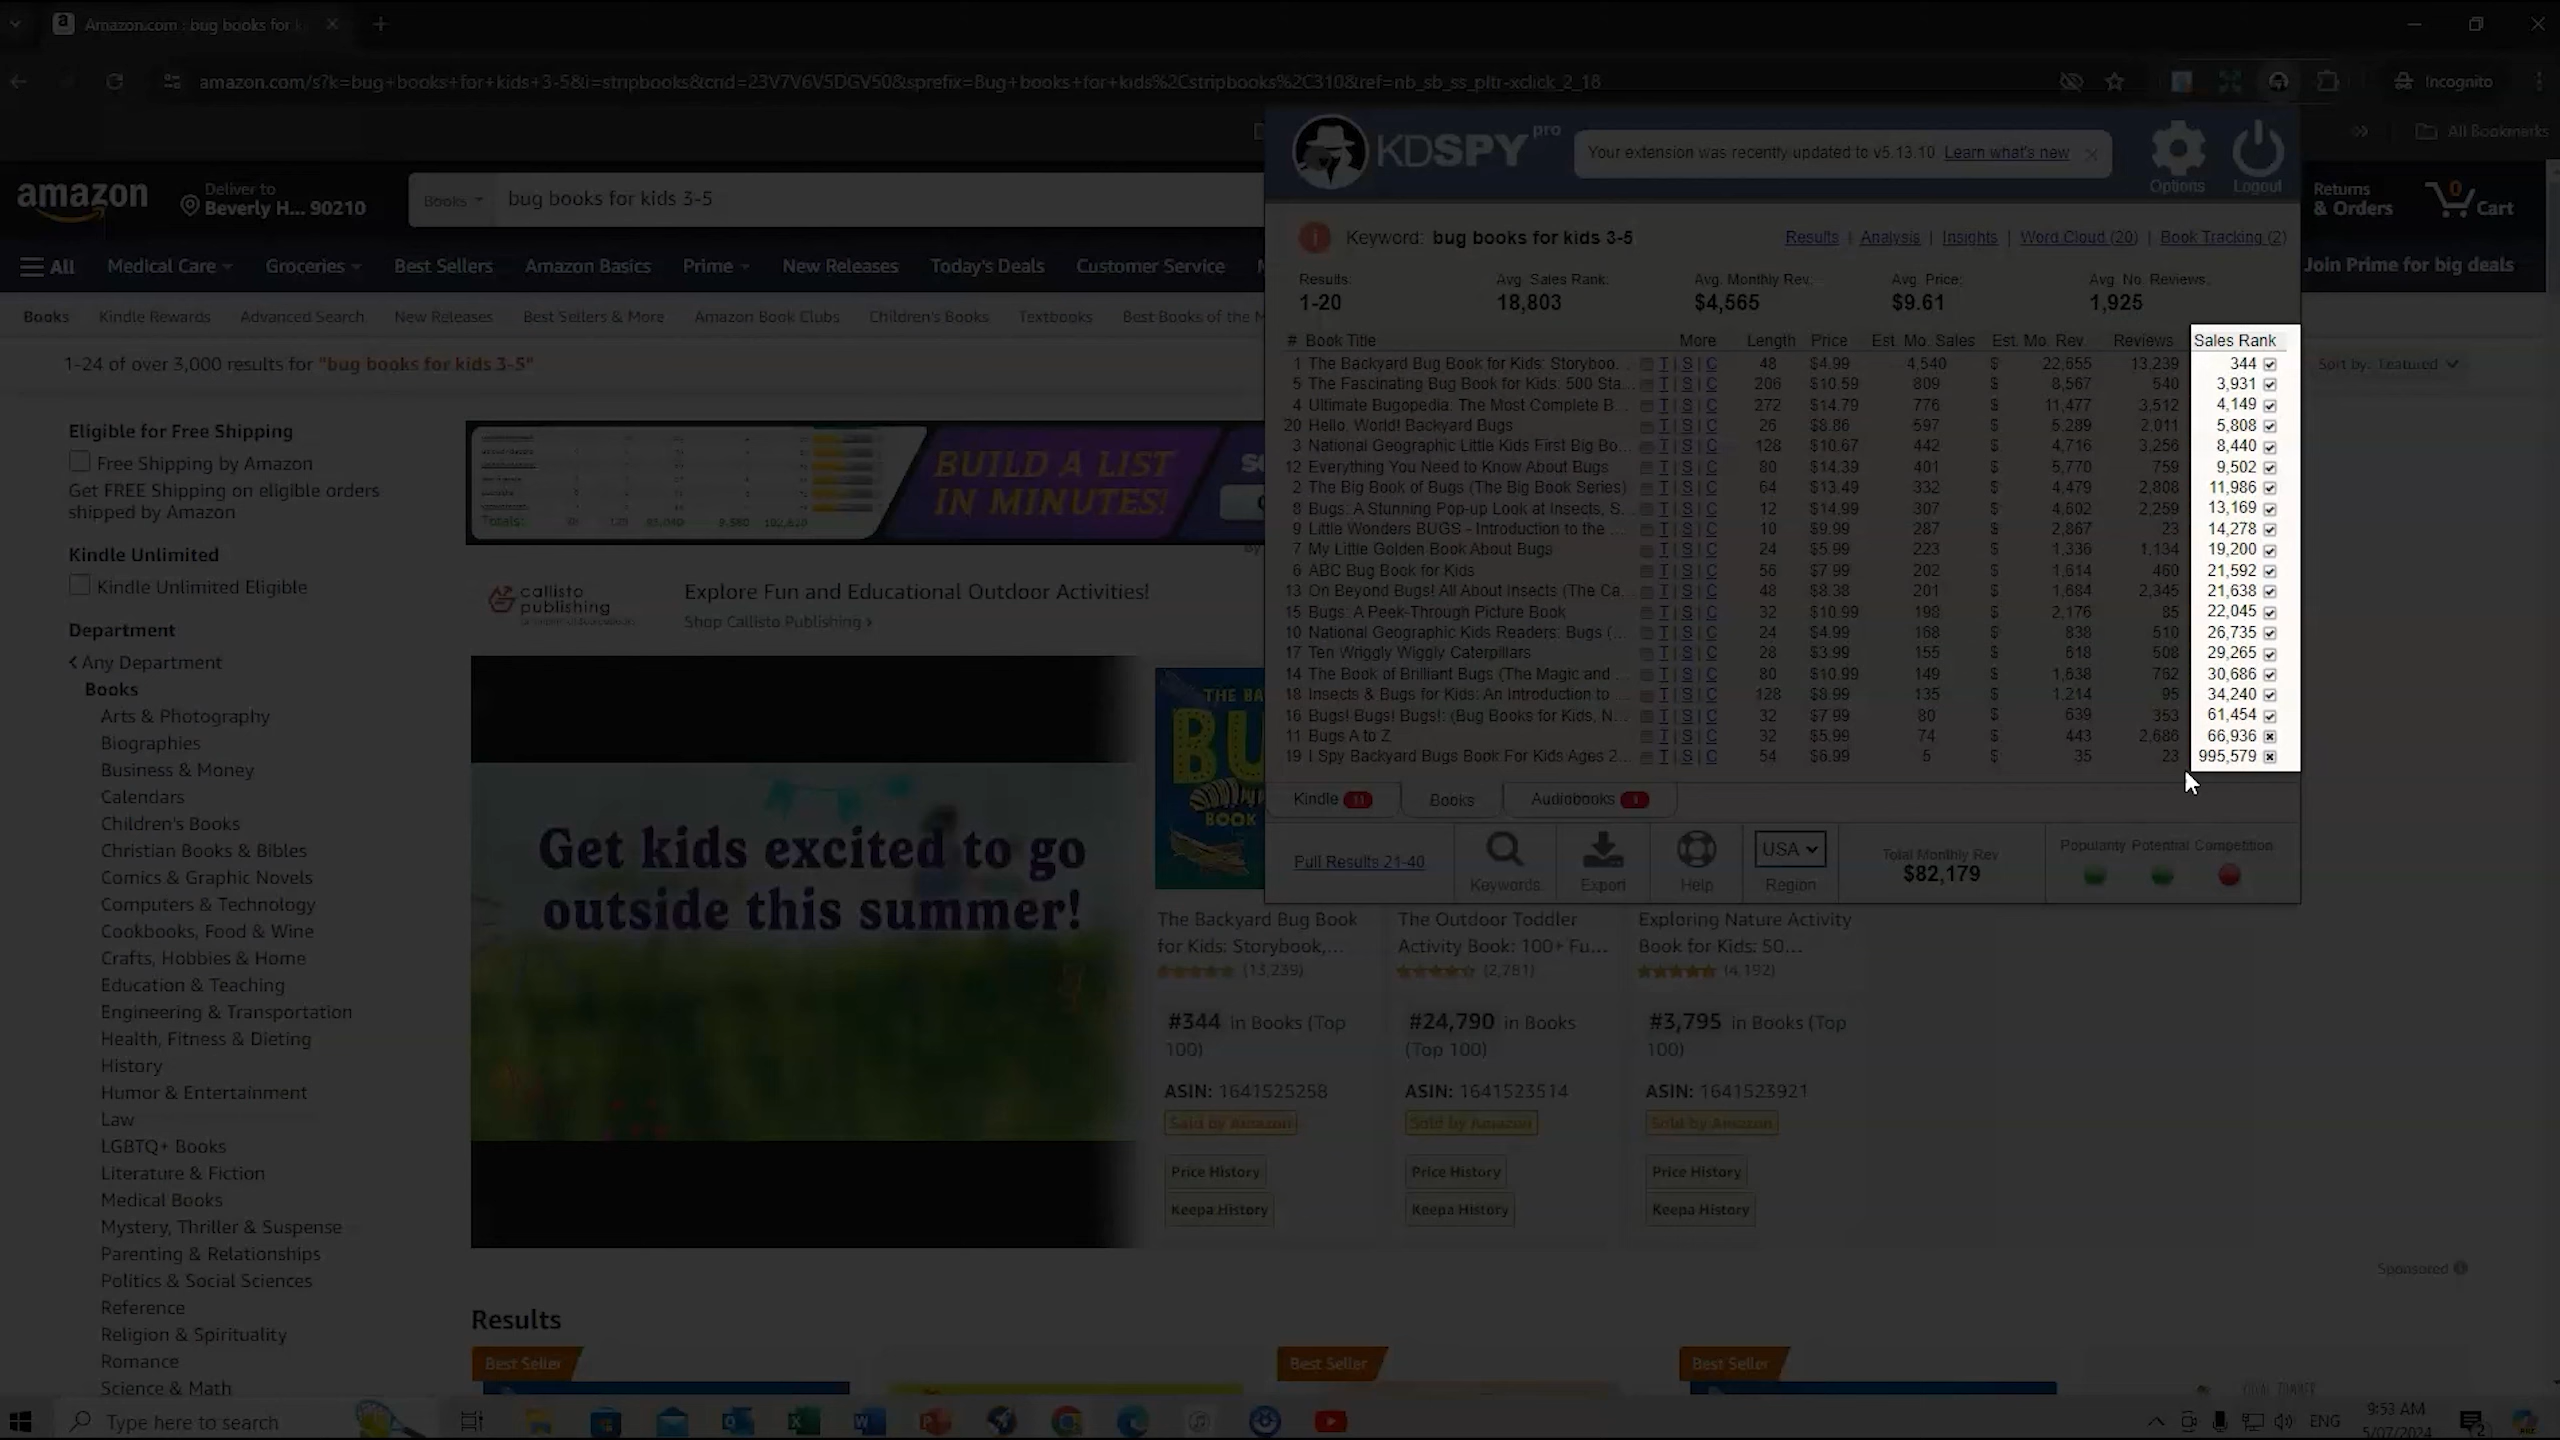 Amazon.com : bug books for k
amazon.com/s?k=bug+books+for+kids+3-5&i=stripbooks&crid=23V7V6V5DGV50&sprefix=Bug+books+for+kids%2Cstripbooks%2C310&ref=nb_sb_ss_pltr-xclick_2_18
Incognito
All Bookmarks
KDSPY pro
Your extension was recently updated to v5.13.10. Learn what's new
Options
Logout
amazon
Deliver to
Beverly H... 90210
Books
bug books for kids 3-5
Returns
& Orders
0
Cart
All
Medical Care
Groceries
Best Sellers
Amazon Basics
Prime
New Releases
Today's Deals
Customer Service
Join Prime for big deals
Books
Kindle Rewards
Advanced Search
New Releases
Best Sellers & More
Amazon Book Clubs
Children's Books
Textbooks
Best Books of the M
1-24 of over 3,000 results for "bug books for kids 3-5"
Sort by: Featured
Keyword: bug books for kids 3-5
Results | Analysis | Insights | Word Cloud (20) | Book Tracking (2)
Results: Avg. Sales Rank: Avg. Monthly Rev.: Avg. Price: Avg. No. Reviews:
1-20 18,803 $4,565 $9.61 1,925
# Book Title More Length Price Est. Mo. Sales Est. Mo. Rev. Reviews Sales Rank
1 The Backyard Bug Book for Kids: Storyboo... T | S | C 48 $4.99 4,540 $ 22,655 13,239 344
5 The Fascinating Bug Book for Kids: 500 Sta... T | S | C 206 $10.59 809 $ 8,567 540 3,931
4 Ultimate Bugopedia: The Most Complete B... T | S | C 272 $14.79 776 $ 11,477 3,512 4,149
20 Hello, World! Backyard Bugs T | S | C 26 $8.86 597 $ 5,289 2,011 5,808
3 National Geographic Little Kids First Big Bo... T | S | C 128 $10.67 442 $ 4,716 3,256 8,440
12 Everything You Need to Know About Bugs T | S | C 80 $14.39 401 $ 5,770 759 9,502
2 The Big Book of Bugs (The Big Book Series) T | S | C 64 $13.49 332 $ 4,479 2,808 11,986
8 Bugs: A Stunning Pop-up Look at Insects, S... T | S | C 12 $14.99 307 $ 4,602 2,259 13,169
9 Little Wonders BUGS - Introduction to the ... T | S | C 10 $9.99 287 $ 2,867 23 14,278
7 My Little Golden Book About Bugs T | S | C 24 $5.99 223 $ 1,336 1,134 19,200
6 ABC Bug Book for Kids T | S | C 56 $7.99 202 $ 1,614 460 21,592
13 On Beyond Bugs! All About Insects (The Ca... T | S | C 48 $8.38 201 $ 1,684 2,345 21,638
15 Bugs: A Peek-Through Picture Book T | S | C 32 $10.99 198 $ 2,176 85 22,045
10 National Geographic Kids Readers: Bugs (... T | S | C 24 $4.99 168 $ 838 510 26,735
17 Ten Wriggly Wiggly Caterpillars T | S | C 28 $3.99 155 $ 618 508 29,265
14 The Book of Brilliant Bugs (The Magic and ... T | S | C 80 $10.99 149 $ 1,638 762 30,686
18 Insects & Bugs for Kids: An Introduction to ... T | S | C 128 $8.99 135 $ 1,214 95 34,240
16 Bugs! Bugs! Bugs!: (Bug Books for Kids, N... T | S | C 32 $7.99 80 $ 639 353 61,454
11 Bugs A to Z T | S | C 32 $5.99 74 $ 443 2,686 66,936
19 I Spy Backyard Bugs Book For Kids Ages 2... T | S | C 54 $6.99 5 $ 35 23 995,579
Kindle 11
Books
Audiobooks 1
Pull Results 21-40
Keywords
Export
Help
USA
Region
Total Monthly Rev
$82,179
Popularity Potential Competition
Eligible for Free Shipping
Free Shipping by Amazon
Get FREE Shipping on eligible orders
shipped by Amazon
Kindle Unlimited
Kindle Unlimited Eligible
Department
Any Department
Books
Arts & Photography
Biographies
Business & Money
Calendars
Children's Books
Christian Books & Bibles
Comics & Graphic Novels
Computers & Technology
Cookbooks, Food & Wine
Crafts, Hobbies & Home
Education & Teaching
Engineering & Transportation
Health, Fitness & Dieting
History
Humor & Entertainment
Law
LGBTQ+ Books
Literature & Fiction
Medical Books
Mystery, Thriller & Suspense
Parenting & Relationships
Politics & Social Sciences
Reference
Religion & Spirituality
Romance
Science & Math
BUILD A LIST
IN MINUTES!
callisto
publishing
Explore Fun and Educational Outdoor Activities!
Shop Callisto Publishing ›
Get kids excited to go
outside this summer!
THE BA
BU
BOOK
The Backyard Bug Book
for Kids: Storybook,...
(13,239)
#344 in Books (Top
100)
ASIN: 1641525258
Sold by Amazon
Price History
Keepa History
The Outdoor Toddler
Activity Book: 100+ Fu...
(2,781)
#24,790 in Books
(Top 100)
ASIN: 1641523514
Sold by Amazon
Price History
Keepa History
Exploring Nature Activity
Book for Kids: 50...
(4,192)
#3,795 in Books (Top
100)
ASIN: 1641523921
Sold by Amazon
Price History
Keepa History
Sponsored
Results
Best Seller
Best Seller
Best Seller
Type here to search
ENG
9:53 AM
5/07/2024